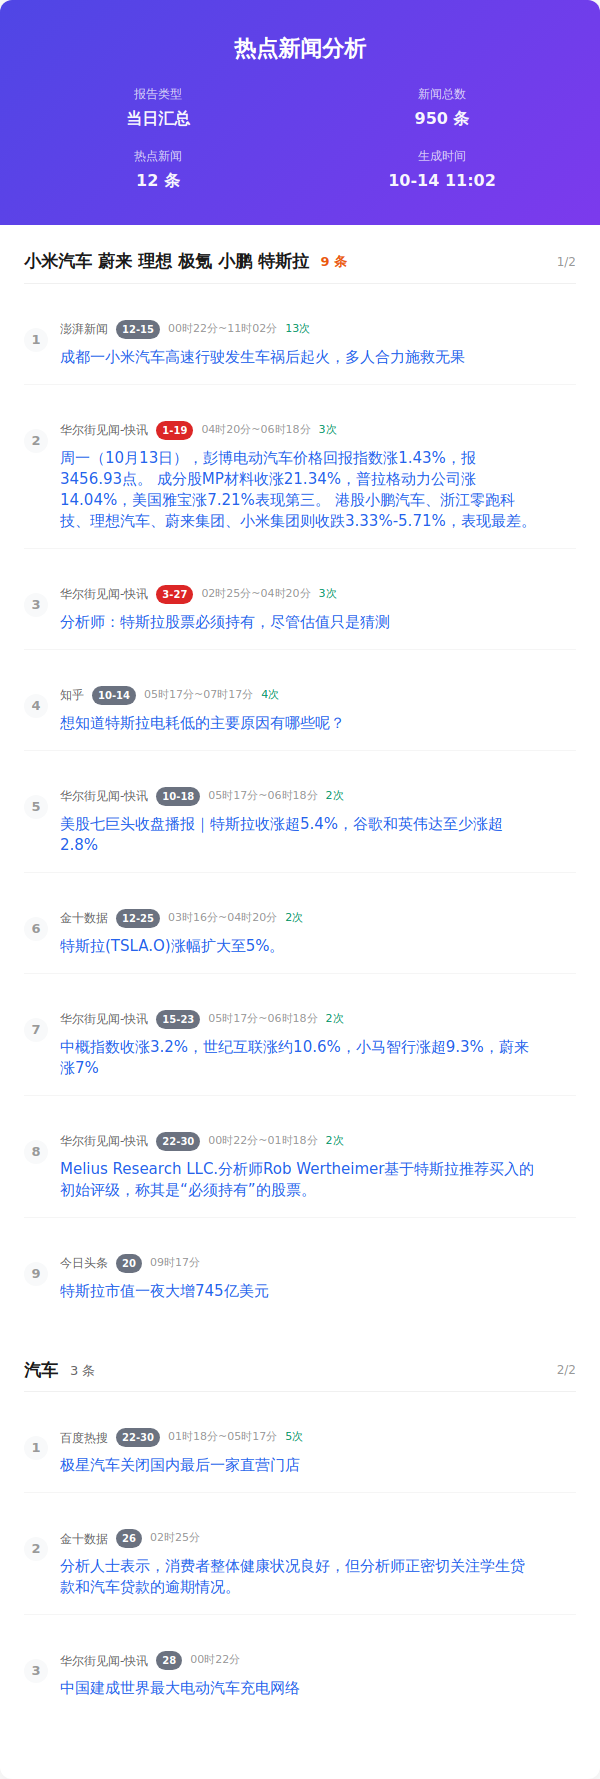 热点新闻分析
报告类型
当日汇总
新闻总数
950 条
热点新闻
12 条
生成时间
10-14 11:02
小米汽车 蔚来 理想 极氪 小鹏 特斯拉 9 条 1/2
1
澎湃新闻 12-15 00时22分~11时02分 13次
成都一小米汽车高速行驶发生车祸后起火，多人合力施救无果
2
华尔街见闻-快讯 1-19 04时20分~06时18分 3次
周一（10月13日），彭博电动汽车价格回报指数涨1.43%，报
3456.93点。 成分股MP材料收涨21.34%，普拉格动力公司涨
14.04%，美国雅宝涨7.21%表现第三。 港股小鹏汽车、浙江零跑科
技、理想汽车、蔚来集团、小米集团则收跌3.33%-5.71%，表现最差。
3
华尔街见闻-快讯 3-27 02时25分~04时20分 3次
分析师：特斯拉股票必须持有，尽管估值只是猜测
4
知乎 10-14 05时17分~07时17分 4次
想知道特斯拉电耗低的主要原因有哪些呢？
5
华尔街见闻-快讯 10-18 05时17分~06时18分 2次
美股七巨头收盘播报｜特斯拉收涨超5.4%，谷歌和英伟达至少涨超
2.8%
6
金十数据 12-25 03时16分~04时20分 2次
特斯拉(TSLA.O)涨幅扩大至5%。
7
华尔街见闻-快讯 15-23 05时17分~06时18分 2次
中概指数收涨3.2%，世纪互联涨约10.6%，小马智行涨超9.3%，蔚来
涨7%
8
华尔街见闻-快讯 22-30 00时22分~01时18分 2次
Melius Research LLC.分析师Rob Wertheimer基于特斯拉推荐买入的
初始评级，称其是“必须持有”的股票。
9
今日头条 20 09时17分
特斯拉市值一夜大增745亿美元
汽车 3 条 2/2
1
百度热搜 22-30 01时18分~05时17分 5次
极星汽车关闭国内最后一家直营门店
2
金十数据 26 02时25分
分析人士表示，消费者整体健康状况良好，但分析师正密切关注学生贷
款和汽车贷款的逾期情况。
3
华尔街见闻-快讯 28 00时22分
中国建成世界最大电动汽车充电网络